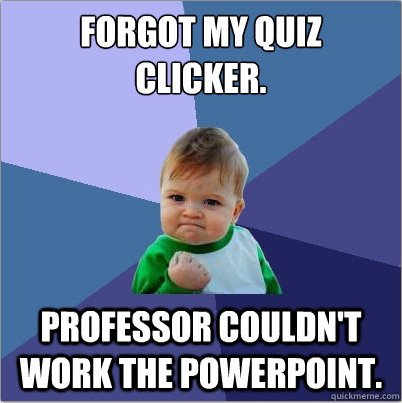 FORGOT MY QUIZ
CLICKER.
PROFESSOR COULDN'T
WORK THE POWERPOINT.
quickmeme.com